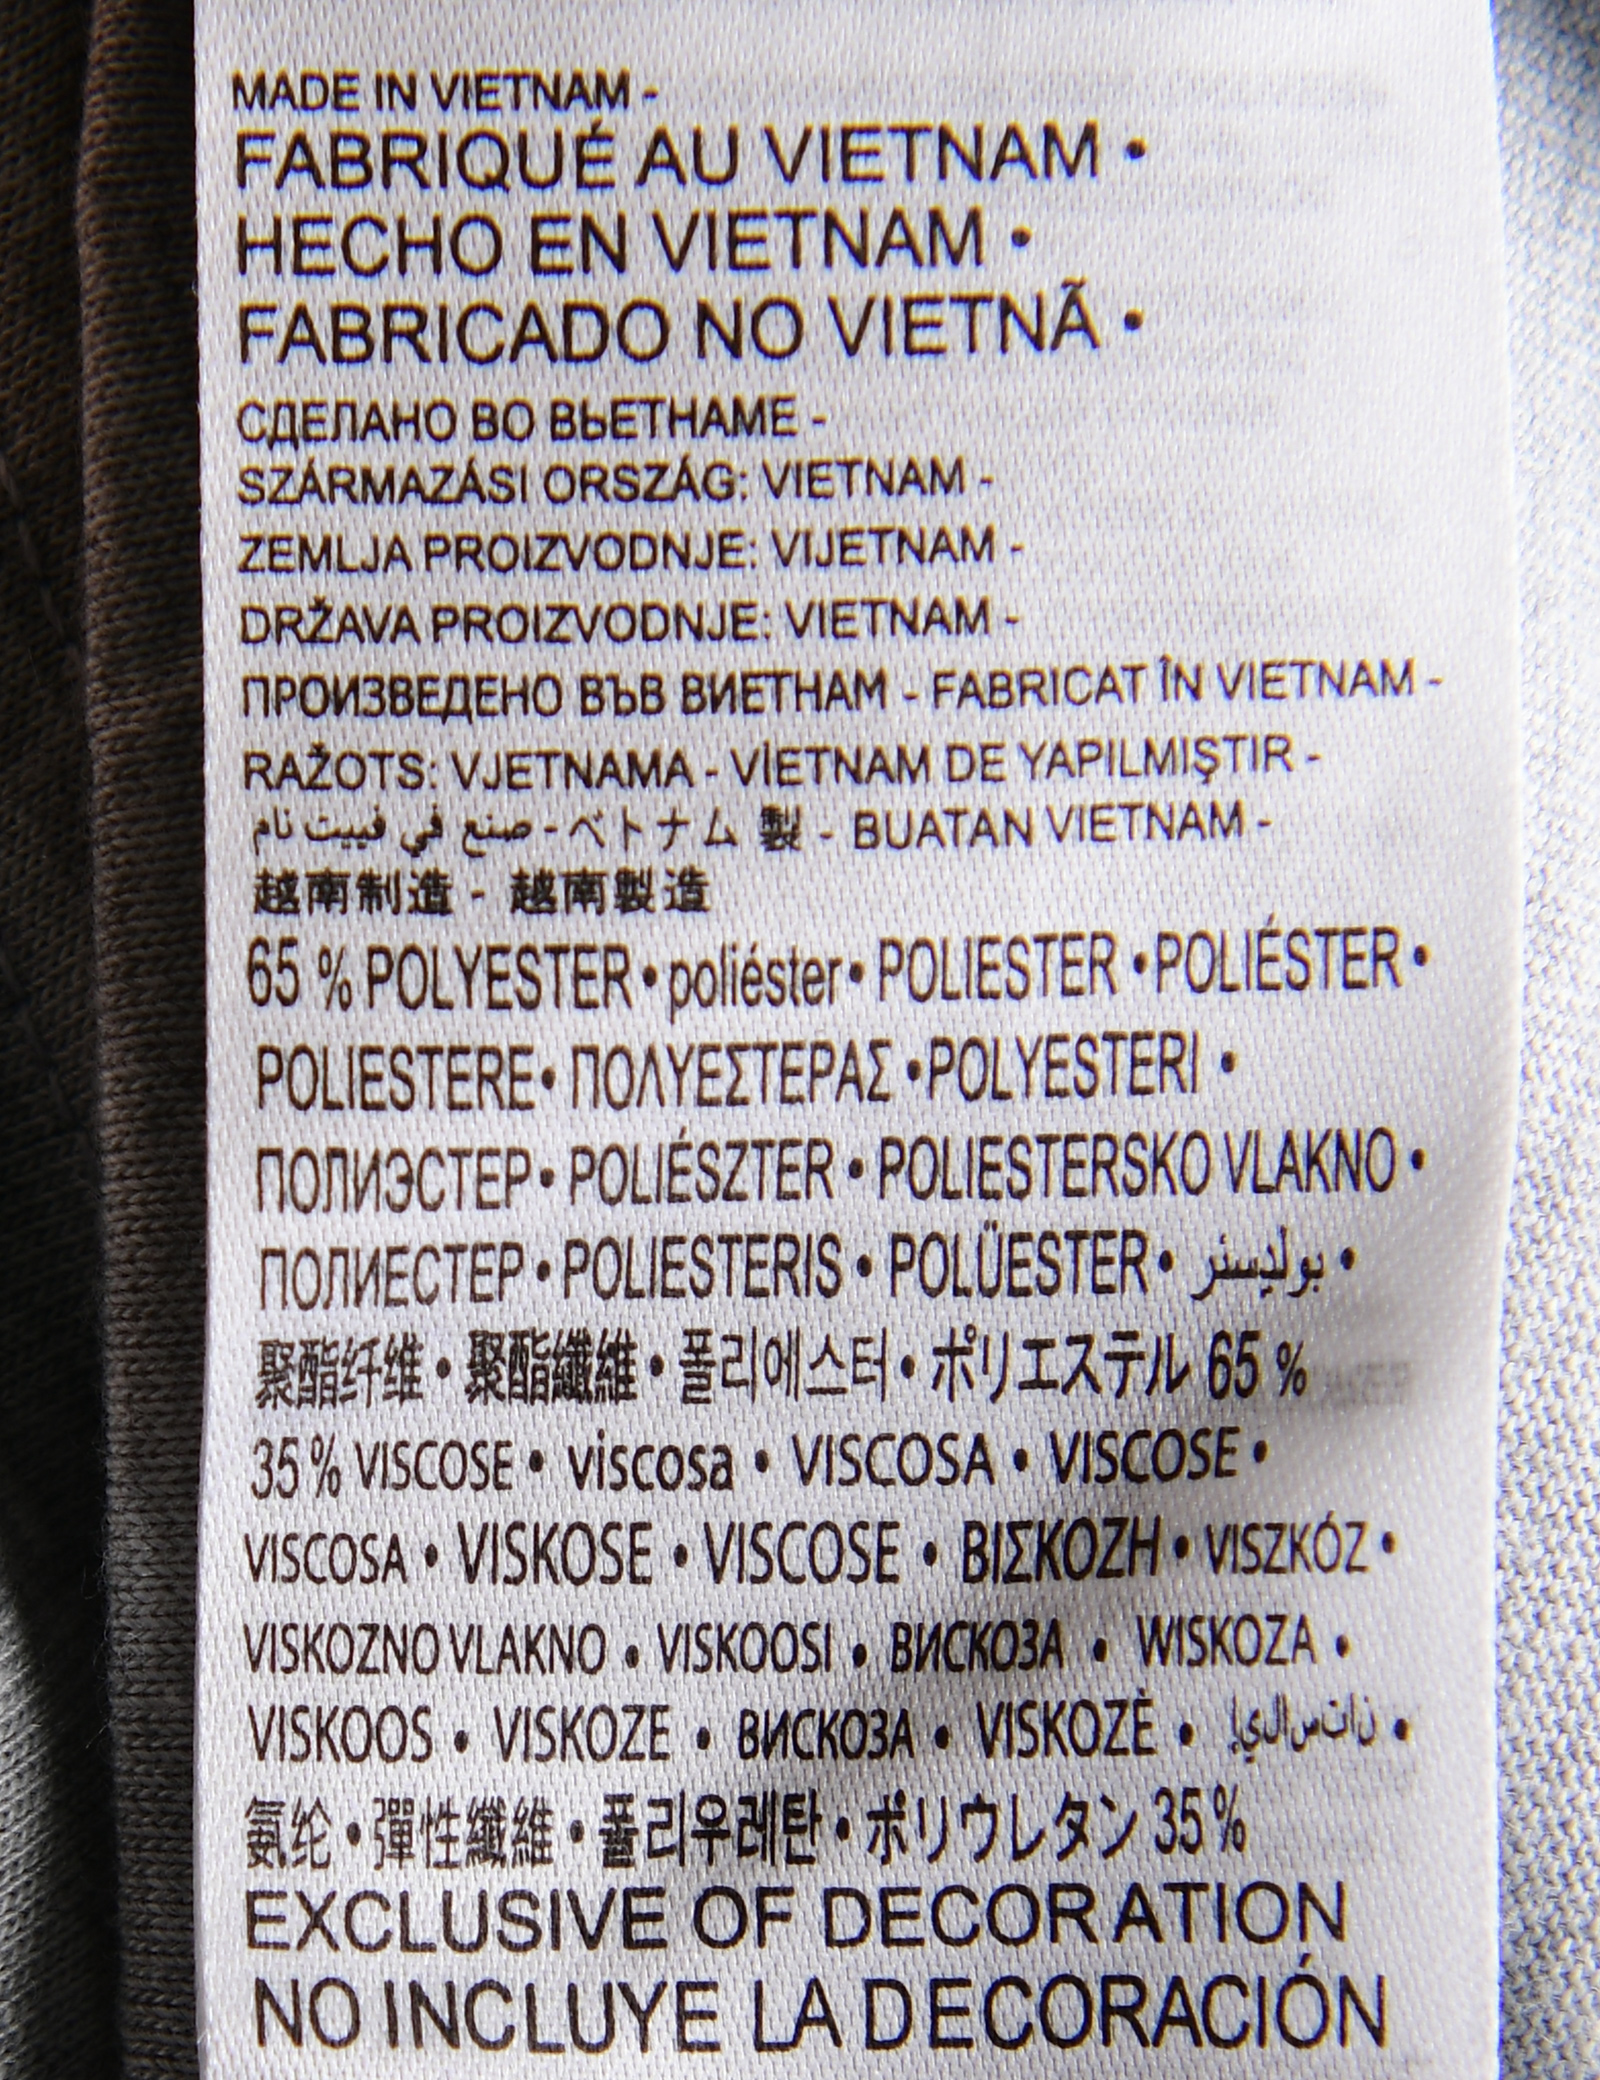 MADE IN VIETNAM -
FABRIQUÉ AU VIETNAM •
HECHO EN VIETNAM •
FABRICADO NO VIETNÃ •
СДЕЛАНО ВО ВЬЕТНАМЕ -
SZÁRMAZÁSI ORSZÁG: VIETNAM -
ZEMLJA PROIZVODNJE: VIJETNAM -
DRŽAVA PROIZVODNJE: VIETNAM -
ПРОИЗВЕДЕНО ВЪВ ВИЕТНАМ - FABRICAT ÎN VIETNAM -
RAŽOTS: VJETNAMA - VİETNAM DE YAPILMIŞTIR -
صنع في فييت نام - ベトナム 製 - BUATAN VIETNAM -
越南制造 - 越南製造
65 % POLYESTER • poliéster • POLIESTER • POLIÉSTER •
POLIESTERE • ΠΟΛΥΕΣΤΕΡΑΣ • POLYESTERI •
ПОЛИЭСТЕР • POLIÉSZTER • POLIESTERSKO VLAKNO •
ПОЛИЕСТЕР • POLIESTERIS • POLÜESTER • بوليستر •
聚酯纤维 • 聚酯纖維 • 폴리에스터 • ポリエステル 65 %
35% VISCOSE • viscosa • VISCOSA • VISCOSE •
VISCOSA • VISKOSE • VISCOSE • ΒΙΣΚΟΖΗ • VISZKÓZ •
VISKOZNO VLAKNO • VISKOOSI • ВИСКОЗА • WISKOZA •
VISKOOS • VISKOZE • ВИСКОЗА • VISKOZĖ •
氨纶 • 彈性纖維 • 폴리우레탄 • ポリウレタン 35%
EXCLUSIVE OF DECORATION
NO INCLUYE LA DECORACIÓN